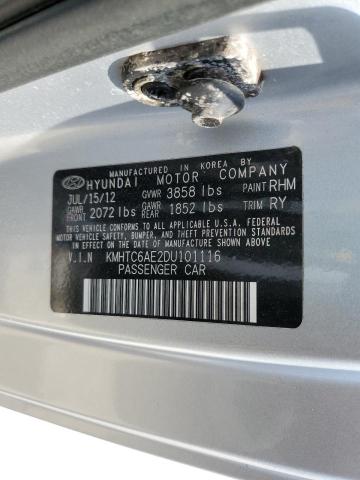 MANUFACTURED IN KOREA BY
HYUNDAI MOTOR COMPANY
JUL/15/12 GVWR 3858 lbs PAINT RHM
GAWR FRONT 2072 lbs GAWR REAR 1852 lbs TRIM RY
THIS VEHICLE CONFORMS TO ALL APPLICABLE U.S.A. FEDERAL
MOTOR VEHICLE SAFETY, BUMPER, AND THEFT PREVENTION STANDARDS
IN EFFECT ON THE DATE OF MANUFACTURE SHOWN ABOVE.
V.I.N KMHTC6AE2DU101116
PASSENGER CAR